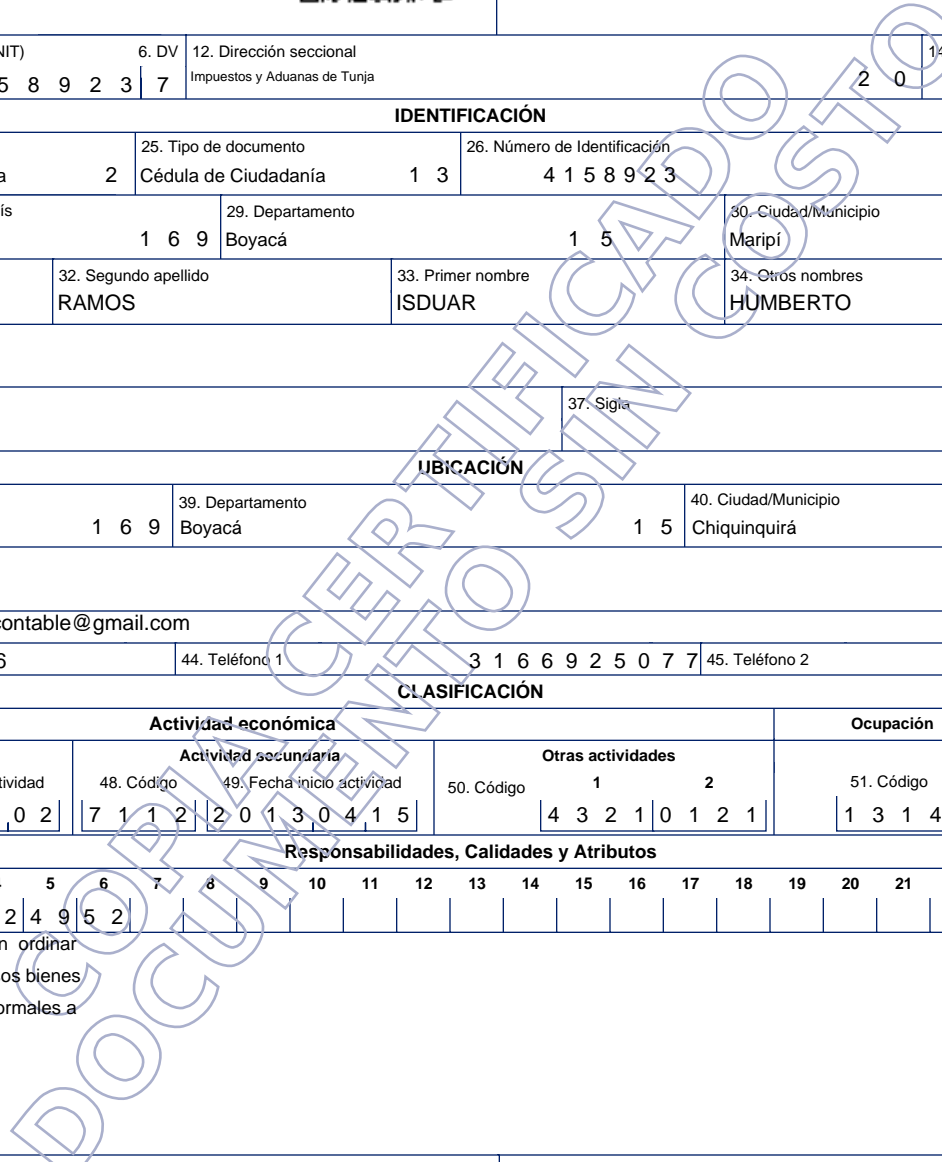 NIT) 6. DV 12. Dirección seccional 14
5 8 9 2 3 7 Impuestos y Aduanas de Tunja 2 0
IDENTIFICACIÓN
25. Tipo de documento 26. Número de Identificación
a 2 Cédula de Ciudadanía 1 3 4 1 5 8 9 2 3
ís 29. Departamento 30. Ciudad/Municipio
1 6 9 Boyacá 1 5 Maripí
32. Segundo apellido 33. Primer nombre 34. Otros nombres
RAMOS ISDUAR HUMBERTO
37. Sigla
UBICACIÓN
39. Departamento 40. Ciudad/Municipio
1 6 9 Boyacá 1 5 Chiquinquirá
contable@gmail.com
6 44. Teléfono 1 3 1 6 6 9 2 5 0 7 7 45. Teléfono 2
CLASIFICACIÓN
Actividad económica Ocupación
Actividad secundaria Otras actividades
tividad 48. Código 49. Fecha inicio actividad 50. Código 1 2 51. Código
0 2 7 1 1 2 2 0 1 3 0 4 1 5 4 3 2 1 0 1 2 1 1 3 1 4
Responsabilidades, Calidades y Atributos
5 6 7 8 9 10 11 12 13 14 15 16 17 18 19 20 21
2 4 9 5 2
n ordinar
os bienes
ormales a
COPIA CERTIFICADO
DOCUMENTO SIN COSTO